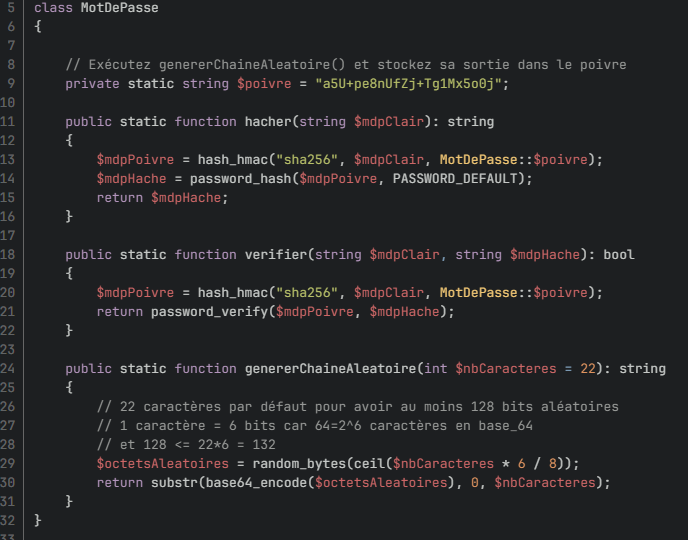 5 class MotDePasse
6 {
7
8     // Exécutez genererChaineAleatoire() et stockez sa sortie dans le poivre
9     private static string $poivre = "a5U+pe8nUfZj+Tg1Mx5o0j";
10
11     public static function hacher(string $mdpClair): string
12     {
13         $mdpPoivre = hash_hmac("sha256", $mdpClair, MotDePasse::$poivre);
14         $mdpHache = password_hash($mdpPoivre, PASSWORD_DEFAULT);
15         return $mdpHache;
16     }
17
18     public static function verifier(string $mdpClair, string $mdpHache): bool
19     {
20         $mdpPoivre = hash_hmac("sha256", $mdpClair, MotDePasse::$poivre);
21         return password_verify($mdpPoivre, $mdpHache);
22     }
23
24     public static function genererChaineAleatoire(int $nbCaracteres = 22): string
25     {
26         // 22 caractères par défaut pour avoir au moins 128 bits aléatoires
27         // 1 caractère = 6 bits car 64=2^6 caractères en base_64
28         // et 128 <= 22*6 = 132
29         $octetsAleatoires = random_bytes(ceil($nbCaracteres * 6 / 8));
30         return substr(base64_encode($octetsAleatoires), 0, $nbCaracteres);
31     }
32 }
33